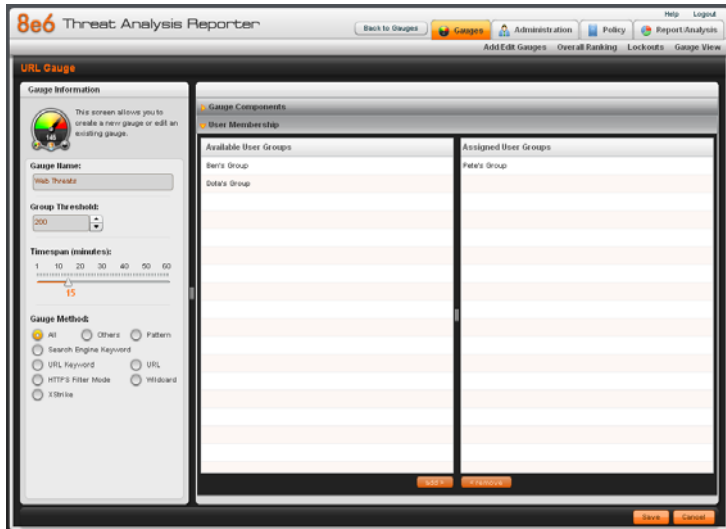 Help Logout
8e6 Threat Analysis Reporter
Back to Gauges Gauges Administration Policy Report/Analysis
Add/Edit Gauges Overall Ranking Lockouts Gauge View
URL Gauge
Gauge Information
This screen allows you to
create a new gauge or edit an
existing gauge.
145
Gauge Name:
Web Threats
Group Threshold:
200
Timespan (minutes):
1 10 20 30 40 50 60
15
Gauge Method:
All Others Pattern
Search Engine Keyword
URL Keyword URL
HTTPS Filter Mode Wildcard
XStrike
Gauge Components
User Membership
Available User Groups
Ben's Group
Dota's Group
Assigned User Groups
Pete's Group
add > < remove
Save Cancel